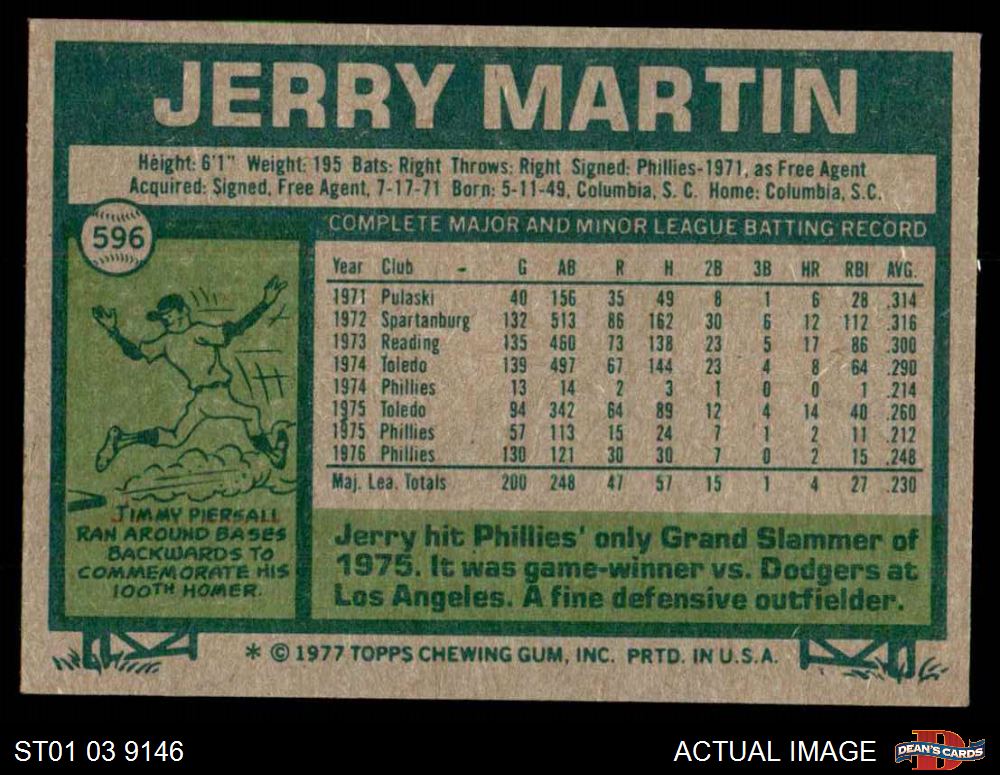 JERRY MARTIN
Height: 6'1" Weight: 195 Bats: Right Throws: Right Signed: Phillies-1971, as Free Agent
Acquired: Signed, Free Agent, 7-17-71 Born: 5-11-49, Columbia, S. C. Home: Columbia, S.C.
596
COMPLETE MAJOR AND MINOR LEAGUE BATTING RECORD
Year Club G AB R H 2B 3B HR RBI AVG.
1971 Pulaski 40 156 35 49 8 1 6 28 .314
1972 Spartanburg 132 513 86 162 30 6 12 112 .316
1973 Reading 135 460 73 138 23 5 17 86 .300
1974 Toledo 139 497 67 144 23 4 8 64 .290
1974 Phillies 13 14 2 3 1 0 0 1 .214
1975 Toledo 94 342 64 89 12 4 14 40 .260
1975 Phillies 57 113 15 24 7 1 2 11 .212
1976 Phillies 130 121 30 30 7 0 2 15 .248
Maj. Lea. Totals 200 248 47 57 15 1 4 27 .230
JIMMY PIERSALL
RAN AROUND BASES
BACKWARDS TO
COMMEMORATE HIS
100TH HOMER.
Jerry hit Phillies' only Grand Slammer of
1975. It was game-winner vs. Dodgers at
Los Angeles. A fine defensive outfielder.
* © 1977 TOPPS CHEWING GUM, INC. PRTD. IN U.S.A.
ST01 03 9146
ACTUAL IMAGE
D
DEAN'S CARDS